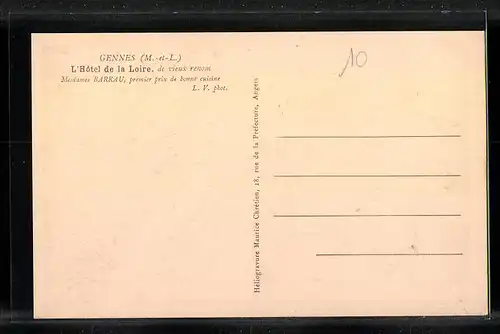 GENNES (M.-et-L.)
L'Hôtel de la Loire, de vieux renom
Mesdames BARRAU, premier prix de bonne cuisine
L. V. phot.
10
Héliogravure Maurice Chrétien, 18, rue de la Préfecture, Angers